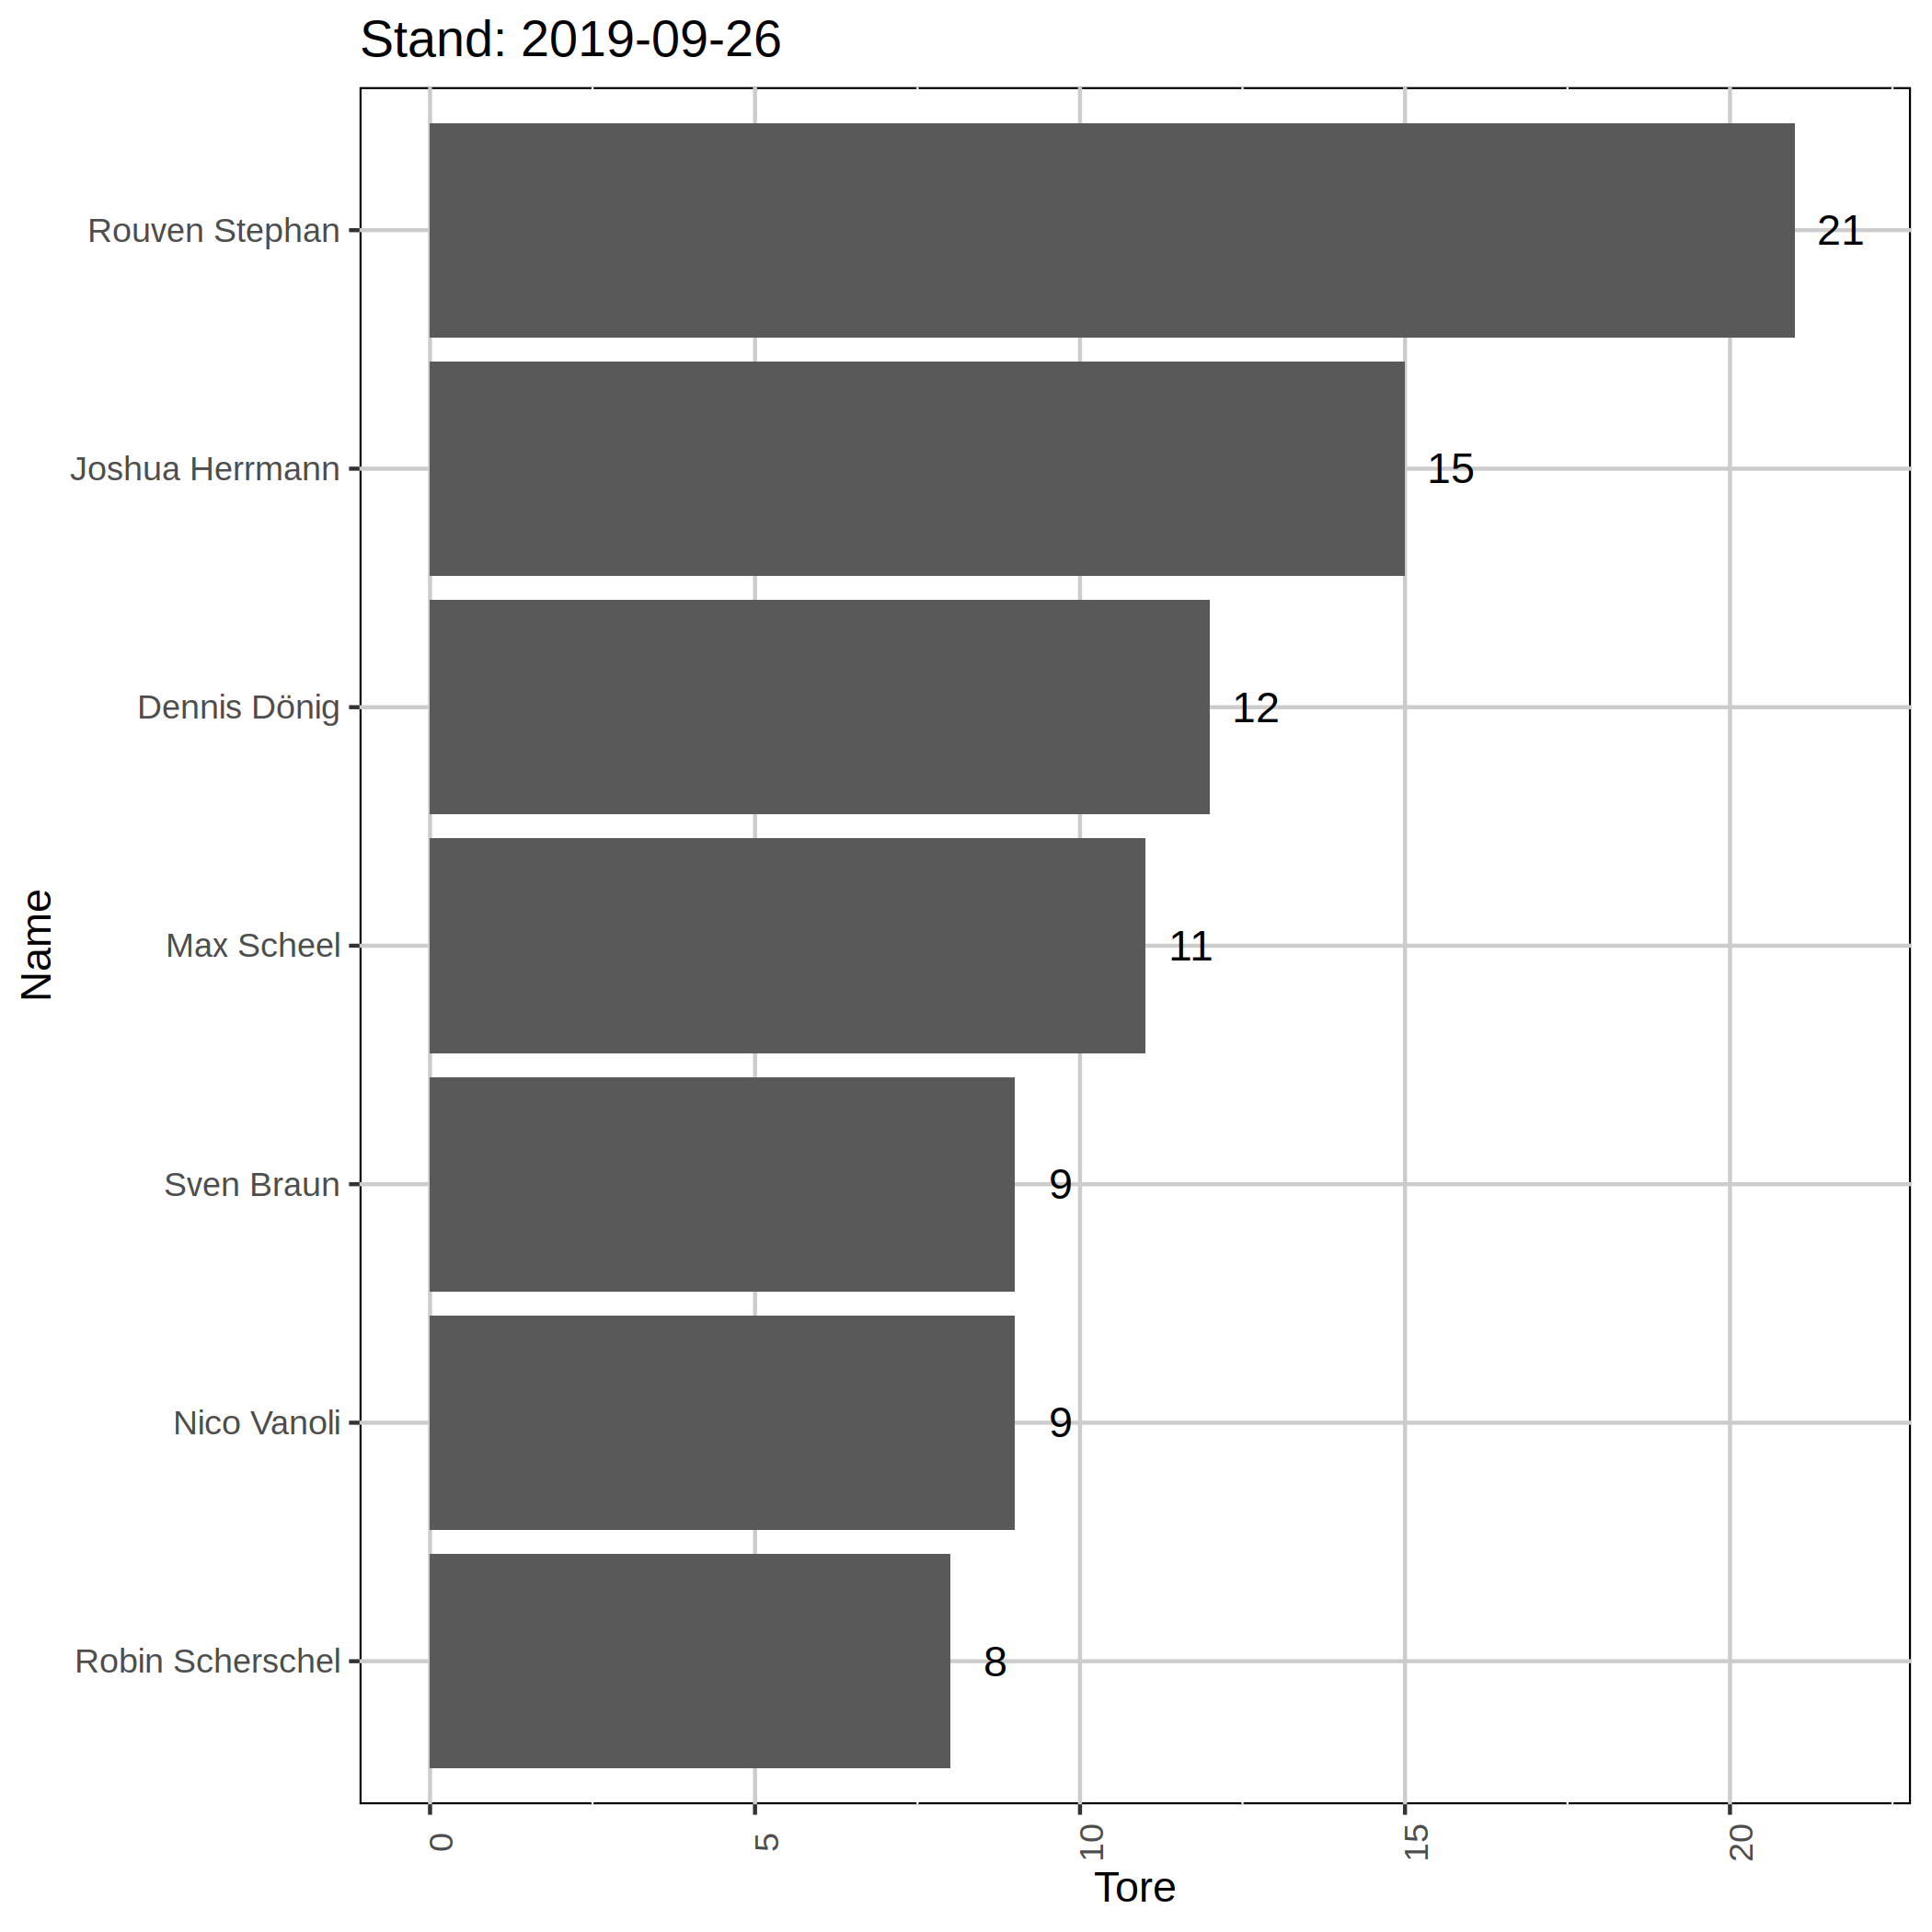 Stand: 2019-09-26
Rouven Stephan
21
Joshua Herrmann
15
Dennis Dönig
12
Max Scheel
11
Sven Braun
9
Nico Vanoli
9
Robin Scherschel
8
Name
0 5 10 15 20
Tore